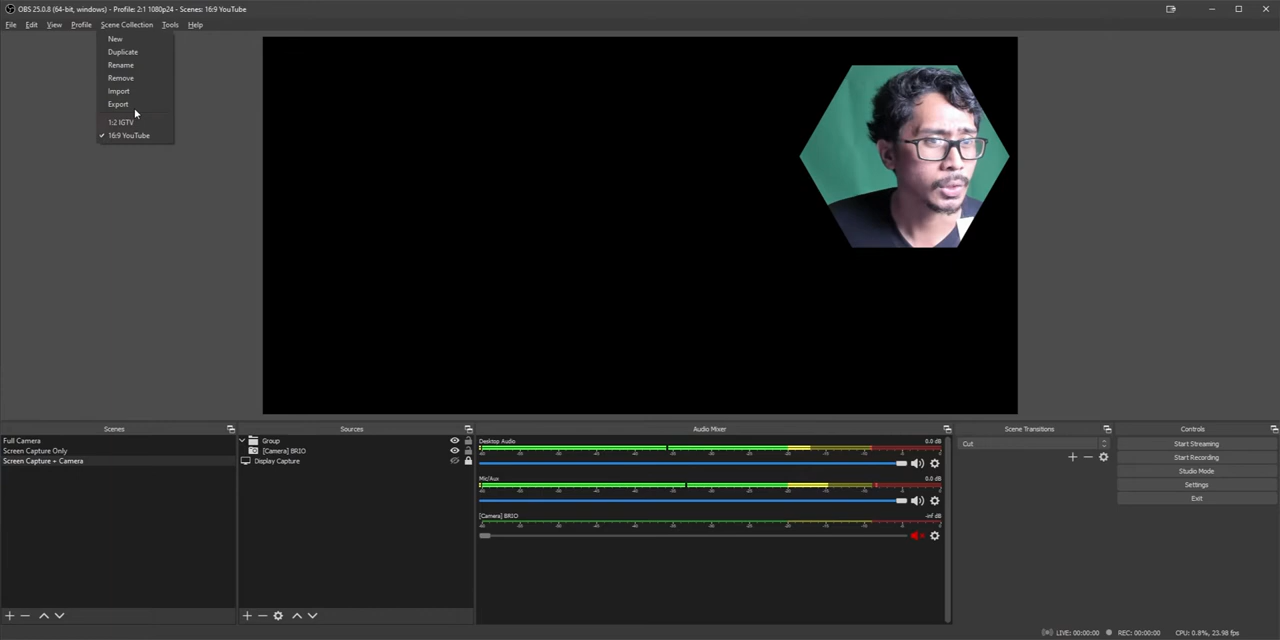 OBS 25.0.8 (64-bit, windows) - Profile: 2:1 1080p24 - Scenes: 16:9 YouTube
File Edit View Profile Scene Collection Tools Help
New
Duplicate
Rename
Remove
Import
Export
1:2 IGTV
16:9 YouTube
Scenes
Full Camera
Screen Capture Only
Screen Capture + Camera
Sources
Group
[Camera] BRIO
Display Capture
Audio Mixer
Desktop Audio 0.0 dB
Mic/Aux 0.0 dB
[Camera] BRIO -inf dB
Scene Transitions
Cut
Controls
Start Streaming
Start Recording
Studio Mode
Settings
Exit
LIVE: 00:00:00 REC: 00:00:00 CPU: 0.8%, 23.98 fps